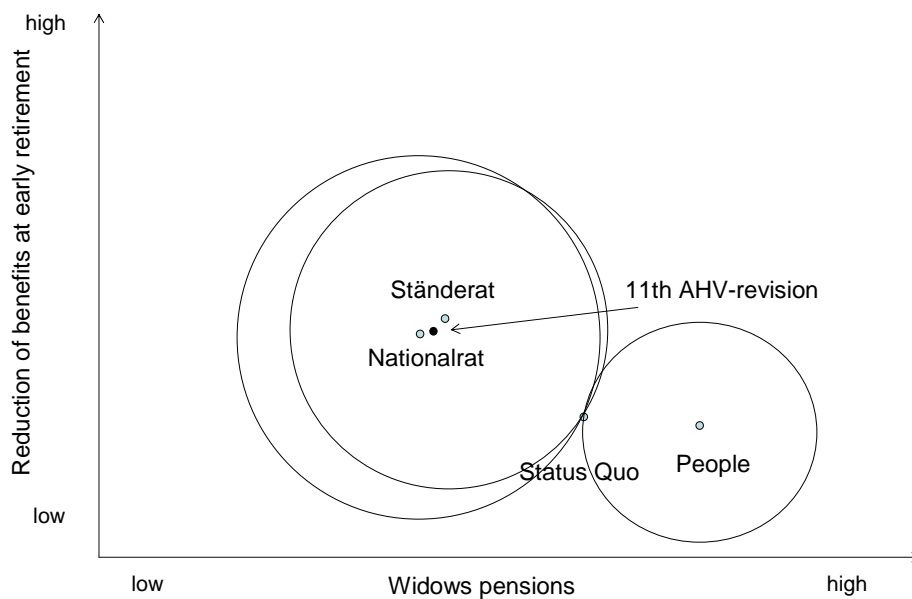 high
Reduction of benefits at early retirement
Ständerat
11th AHV-revision
Nationalrat
Status Quo
People
low
low
Widows pensions
high